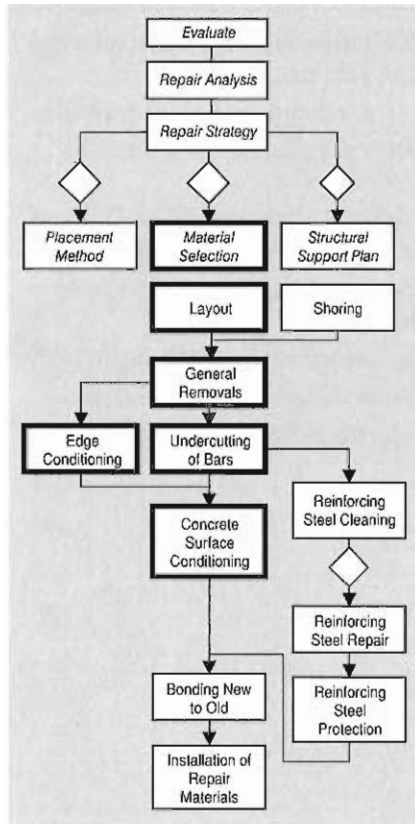 Evaluate
Repair Analysis
Repair Strategy
Placement
Method
Material
Selection
Structural
Support Plan
Layout
Shoring
General
Removals
Edge
Conditioning
Undercutting
of Bars
Reinforcing
Steel Cleaning
Concrete
Surface
Conditioning
Reinforcing
Steel Repair
Bonding New
to Old
Reinforcing
Steel
Protection
Installation of
Repair
Materials